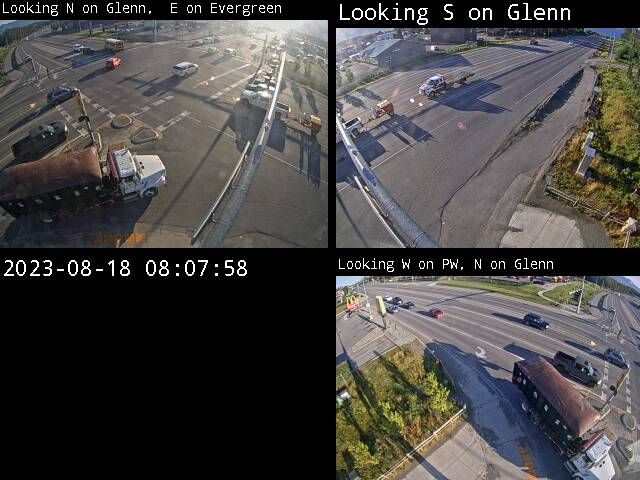 Looking N on Glenn,  E on Evergreen
Looking S on Glenn
2023-08-18 08:07:58
Looking W on PW, N on Glenn